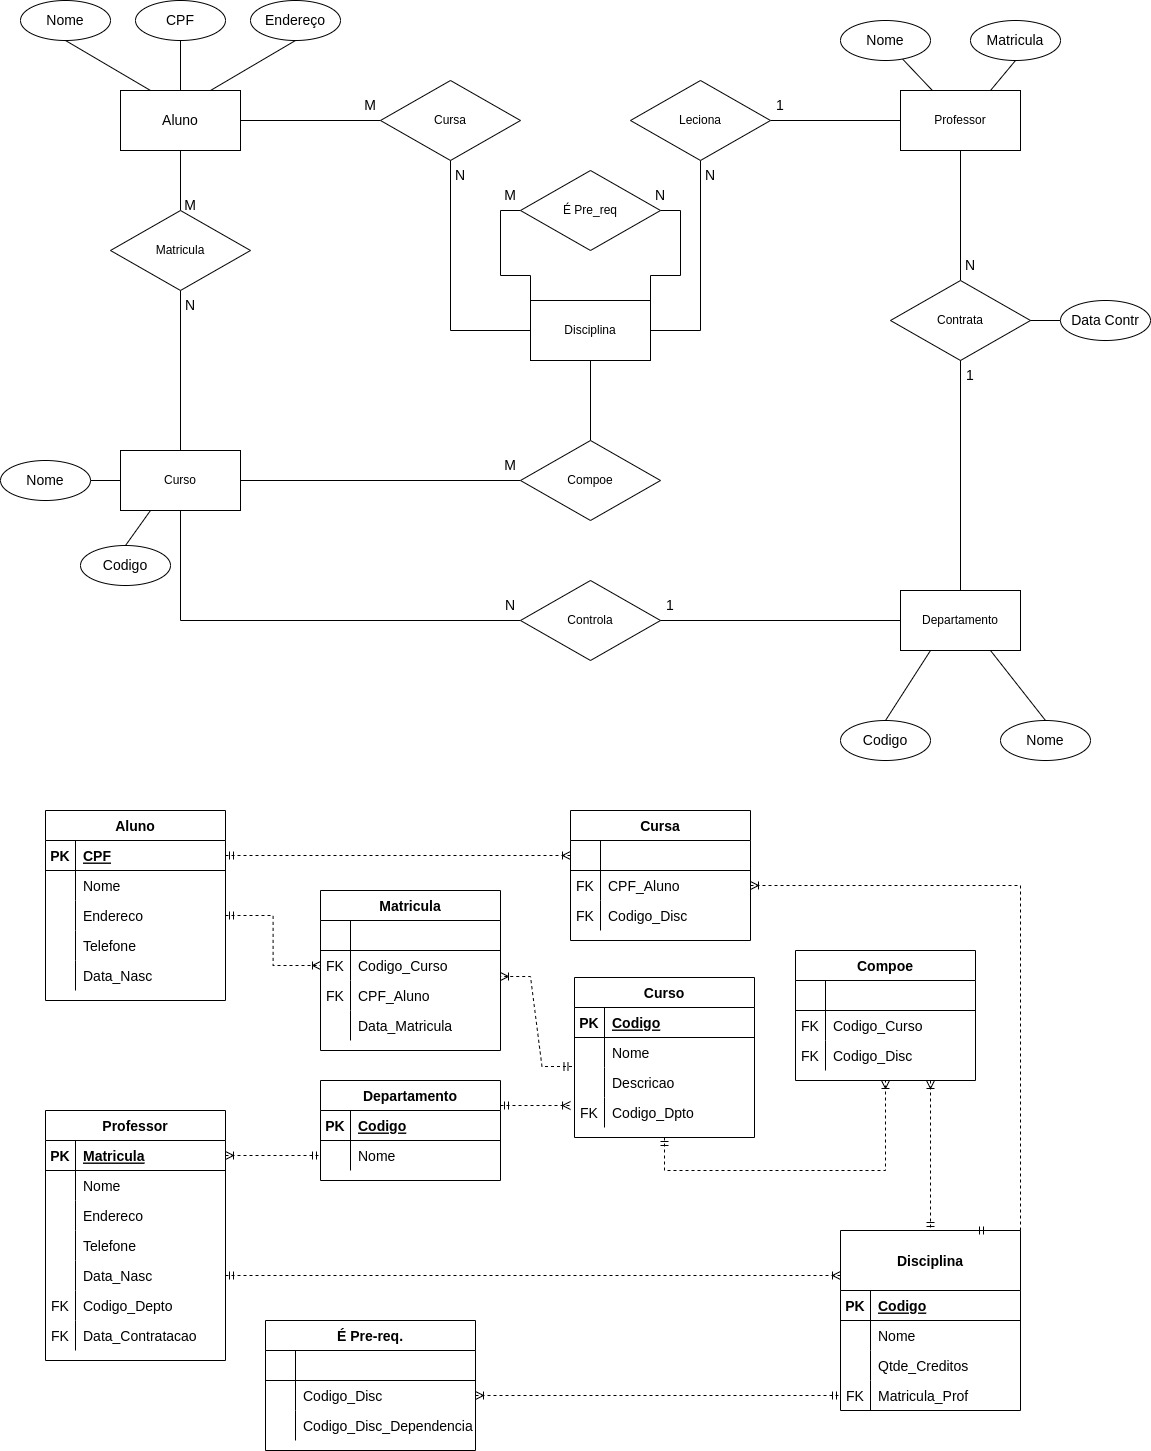 Nome
CPF
Endereço
Nome
Matricula
Aluno
M
Cursa
Leciona
1
Professor
N
N
M
É Pre_req
N
M
Matricula
N
N
Contrata
Data Contr
1
Disciplina
Nome
Curso
M
Compoe
Codigo
N
Controla
1
Departamento
Codigo
Nome
Aluno
PK CPF
Nome
Endereco
Telefone
Data_Nasc
Cursa
FK CPF_Aluno
FK Codigo_Disc
Matricula
FK Codigo_Curso
FK CPF_Aluno
Data_Matricula
Compoe
FK Codigo_Curso
FK Codigo_Disc
Curso
PK Codigo
Nome
Descricao
FK Codigo_Dpto
Departamento
PK Codigo
Nome
Professor
PK Matricula
Nome
Endereco
Telefone
Data_Nasc
FK Codigo_Depto
FK Data_Contratacao
Disciplina
PK Codigo
Nome
Qtde_Creditos
FK Matricula_Prof
É Pre-req.
Codigo_Disc
Codigo_Disc_Dependencia